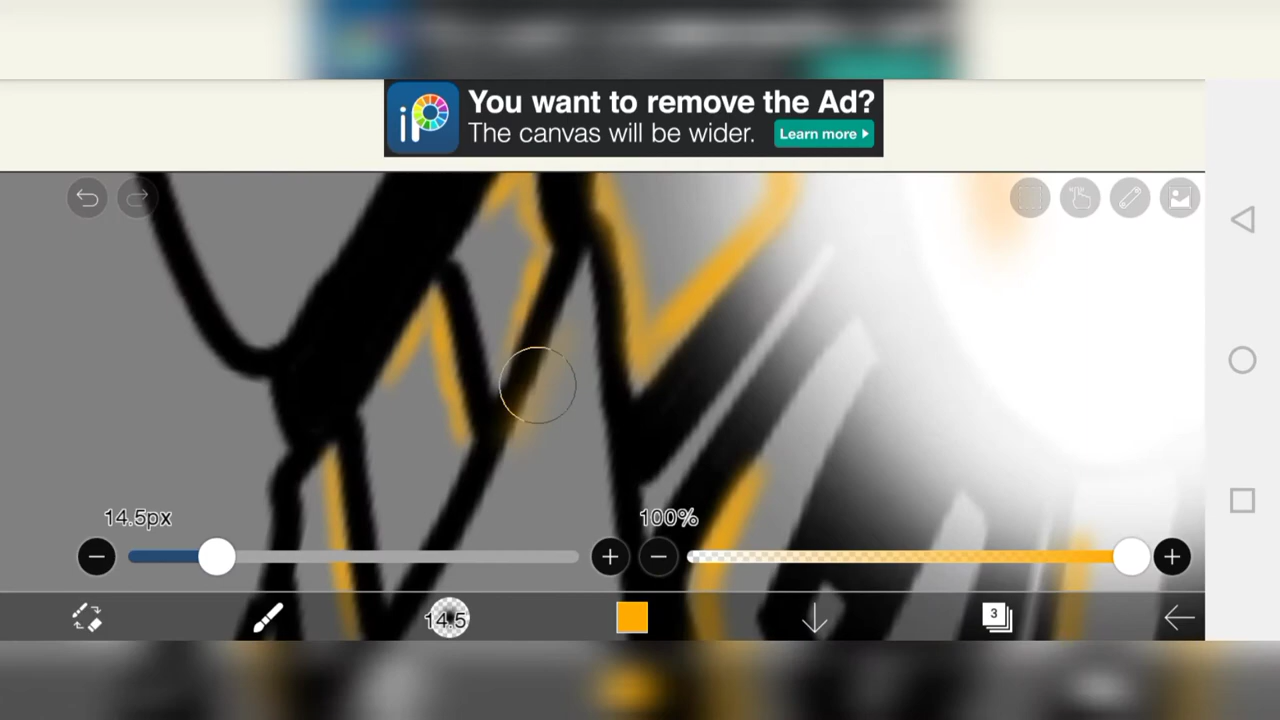 iP
You want to remove the Ad?
The canvas will be wider.
Learn more
14.5px
100%
14.5
3